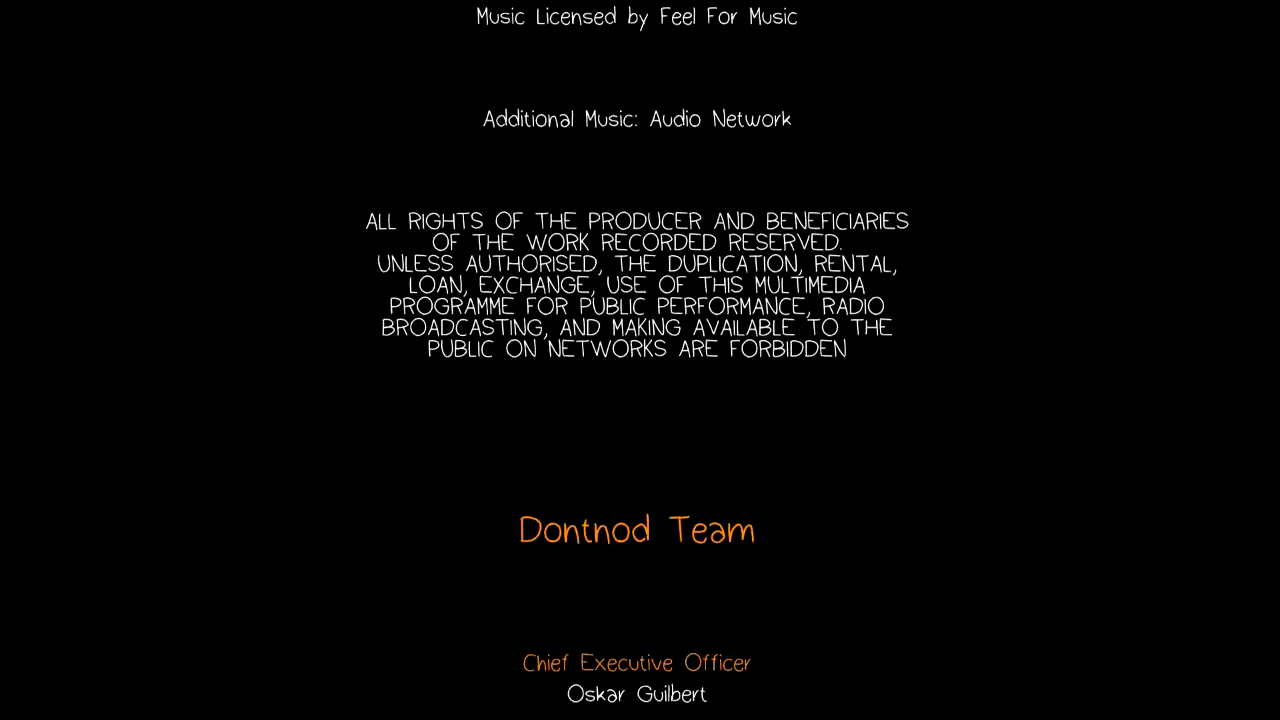 Music Licensed by Feel For Music
Additional Music: Audio Network
ALL RIGHTS OF THE PRODUCER AND BENEFICIARIES
OF THE WORK RECORDED RESERVED.
UNLESS AUTHORISED, THE DUPLICATION, RENTAL,
LOAN, EXCHANGE, USE OF THIS MULTIMEDIA
PROGRAMME FOR PUBLIC PERFORMANCE, RADIO
BROADCASTING, AND MAKING AVAILABLE TO THE
PUBLIC ON NETWORKS ARE FORBIDDEN
Dontnod Team
Chief Executive Officer
Oskar Guilbert